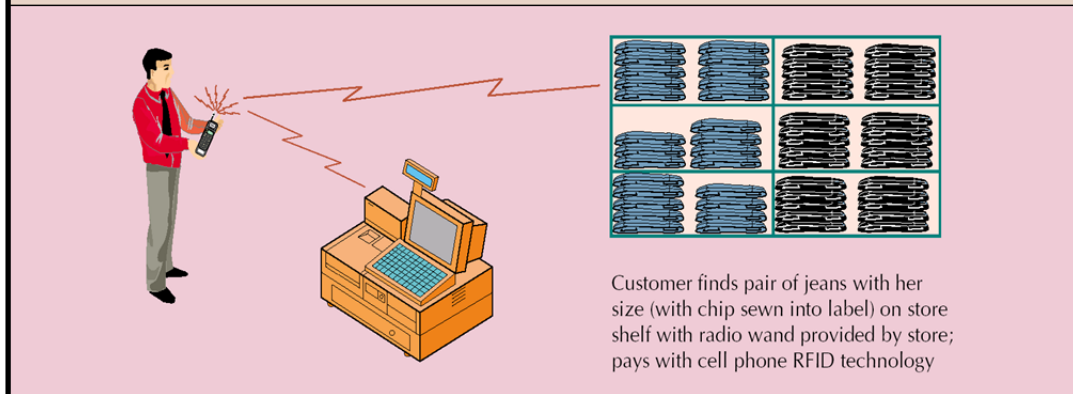 Customer finds pair of jeans with her
size (with chip sewn into label) on store
shelf with radio wand provided by store;
pays with cell phone RFID technology